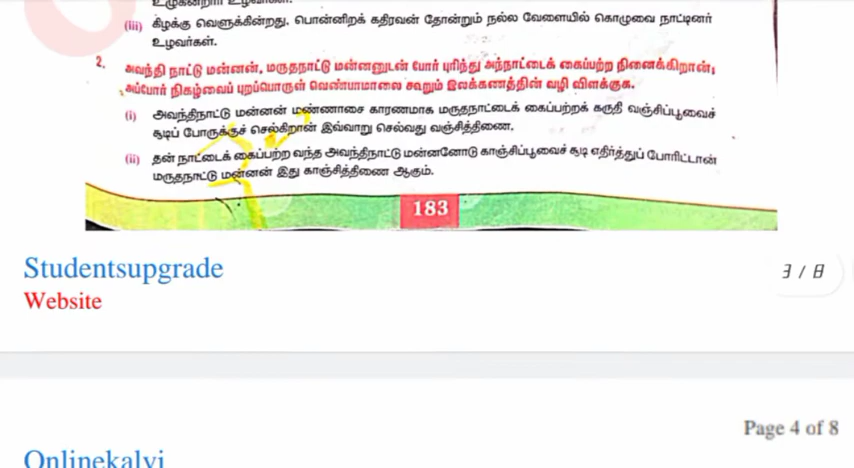 (iii) கிழக்கு வெளுக்கின்றது. பொன்னிறக் கதிரவன் தோன்றும் நல்ல வேளையில் கொழுவை நாட்டினர்
உழவர்கள்.
2. அவந்தி நாட்டு மன்னன், மருதநாட்டு மன்னனுடன் போர் புரிந்து அந்நாட்டைக் கைப்பற்ற நினைக்கிறான்;
அப்போர் நிகழ்வைப் புறப்பொருள் வெண்பாமாலை கூறும் இலக்கணத்தின் வழி விளக்குக.
(i) அவந்திநாட்டு மன்னன் மண்ணாசை காரணமாக மருதநாட்டைக் கைப்பற்றக் கருதி வஞ்சிப்பூவைச்
சூடிப் போருக்குச் செல்கிறான் இவ்வாறு செல்வது வஞ்சித்திணை.
(ii) தன் நாட்டைக் கைப்பற்ற வந்த அவந்திநாட்டு மன்னனோடு காஞ்சிப்பூவைச் சூடி எதிர்த்துப் போரிட்டான்
மருதநாட்டு மன்னன் இது காஞ்சித்திணை ஆகும்.
183
Studentsupgrade
3 / 8
Website
Page 4 of 8
Onlinekalvi